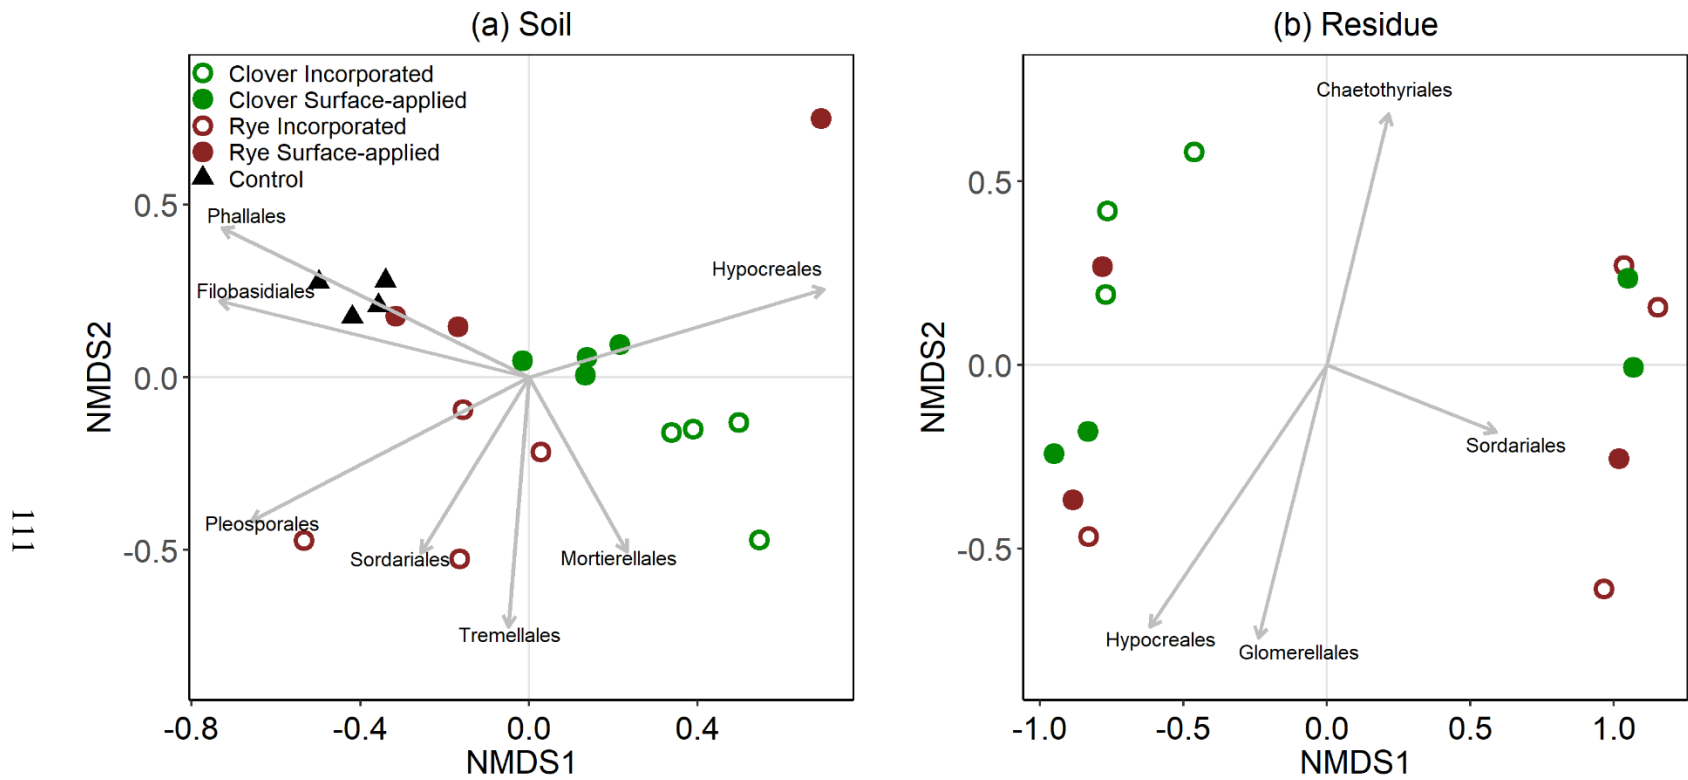 (a) Soil
Clover Incorporated
Clover Surface-applied
Rye Incorporated
Rye Surface-applied
Control
Phallales
Filobasidiales
Hypocreales
Pleosporales
Sordariales
Mortierellales
Tremellales
0.5
0.0
-0.5
NMDS2
-0.8
-0.4
0.0
0.4
NMDS1
(b) Residue
Chaetothyriales
Sordariales
Hypocreales
Glomerellales
0.5
0.0
-0.5
NMDS2
-1.0
-0.5
0.0
0.5
1.0
NMDS1
111